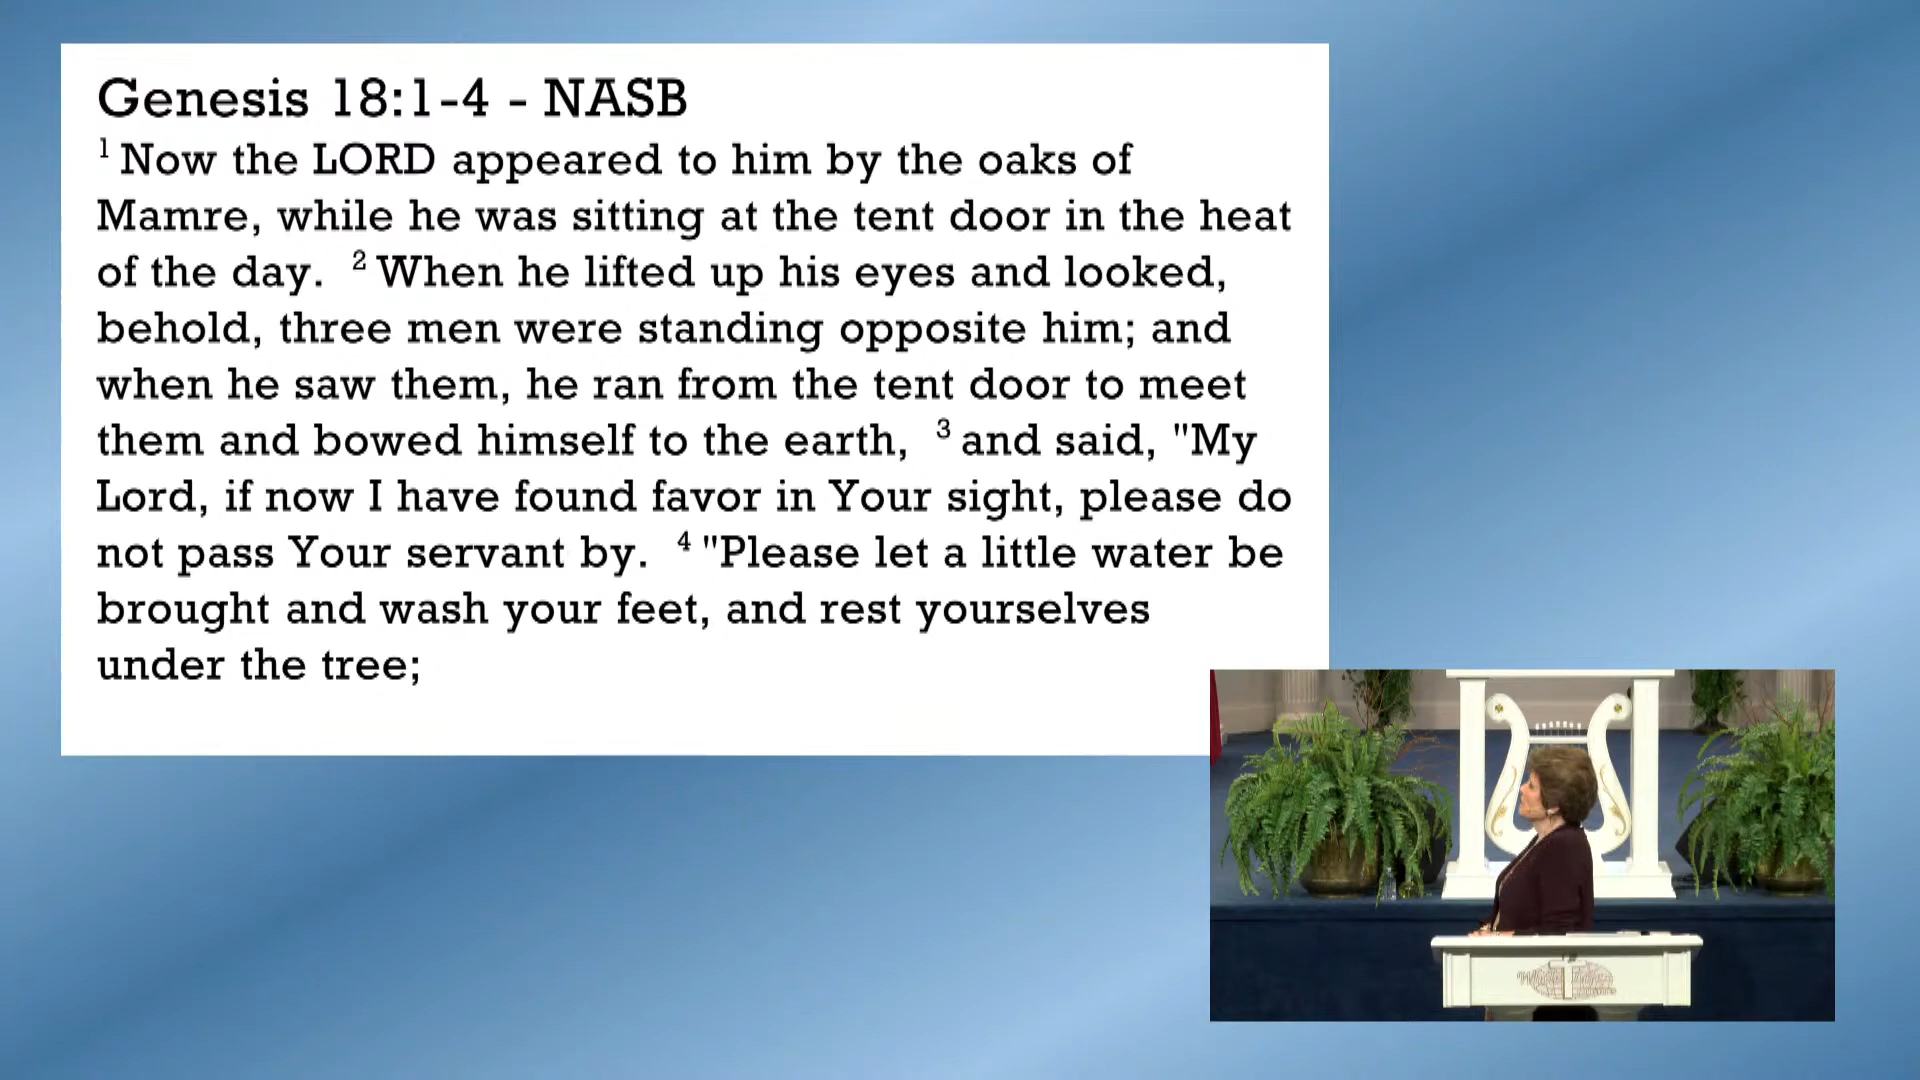 Genesis 18:1-4 - NASB
1 Now the LORD appeared to him by the oaks of
Mamre, while he was sitting at the tent door in the heat
of the day. 2 When he lifted up his eyes and looked,
behold, three men were standing opposite him; and
when he saw them, he ran from the tent door to meet
them and bowed himself to the earth, 3 and said, "My
Lord, if now I have found favor in Your sight, please do
not pass Your servant by. 4 "Please let a little water be
brought and wash your feet, and rest yourselves
under the tree;